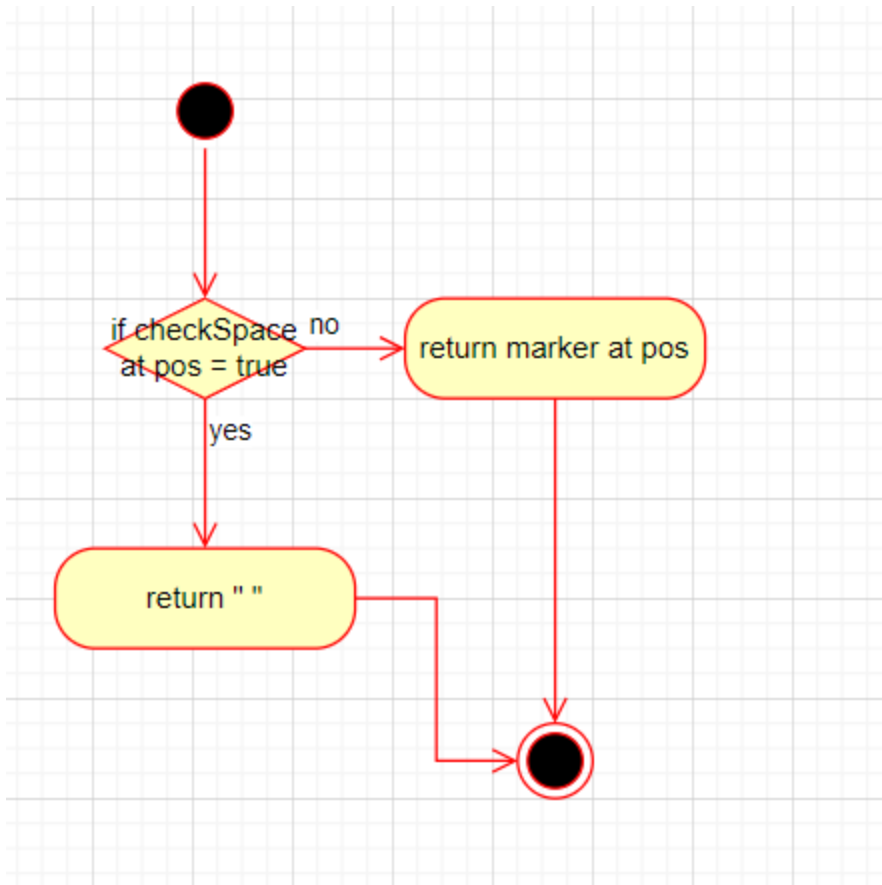 if checkSpace
at pos = true
no
return marker at pos
yes
return " "